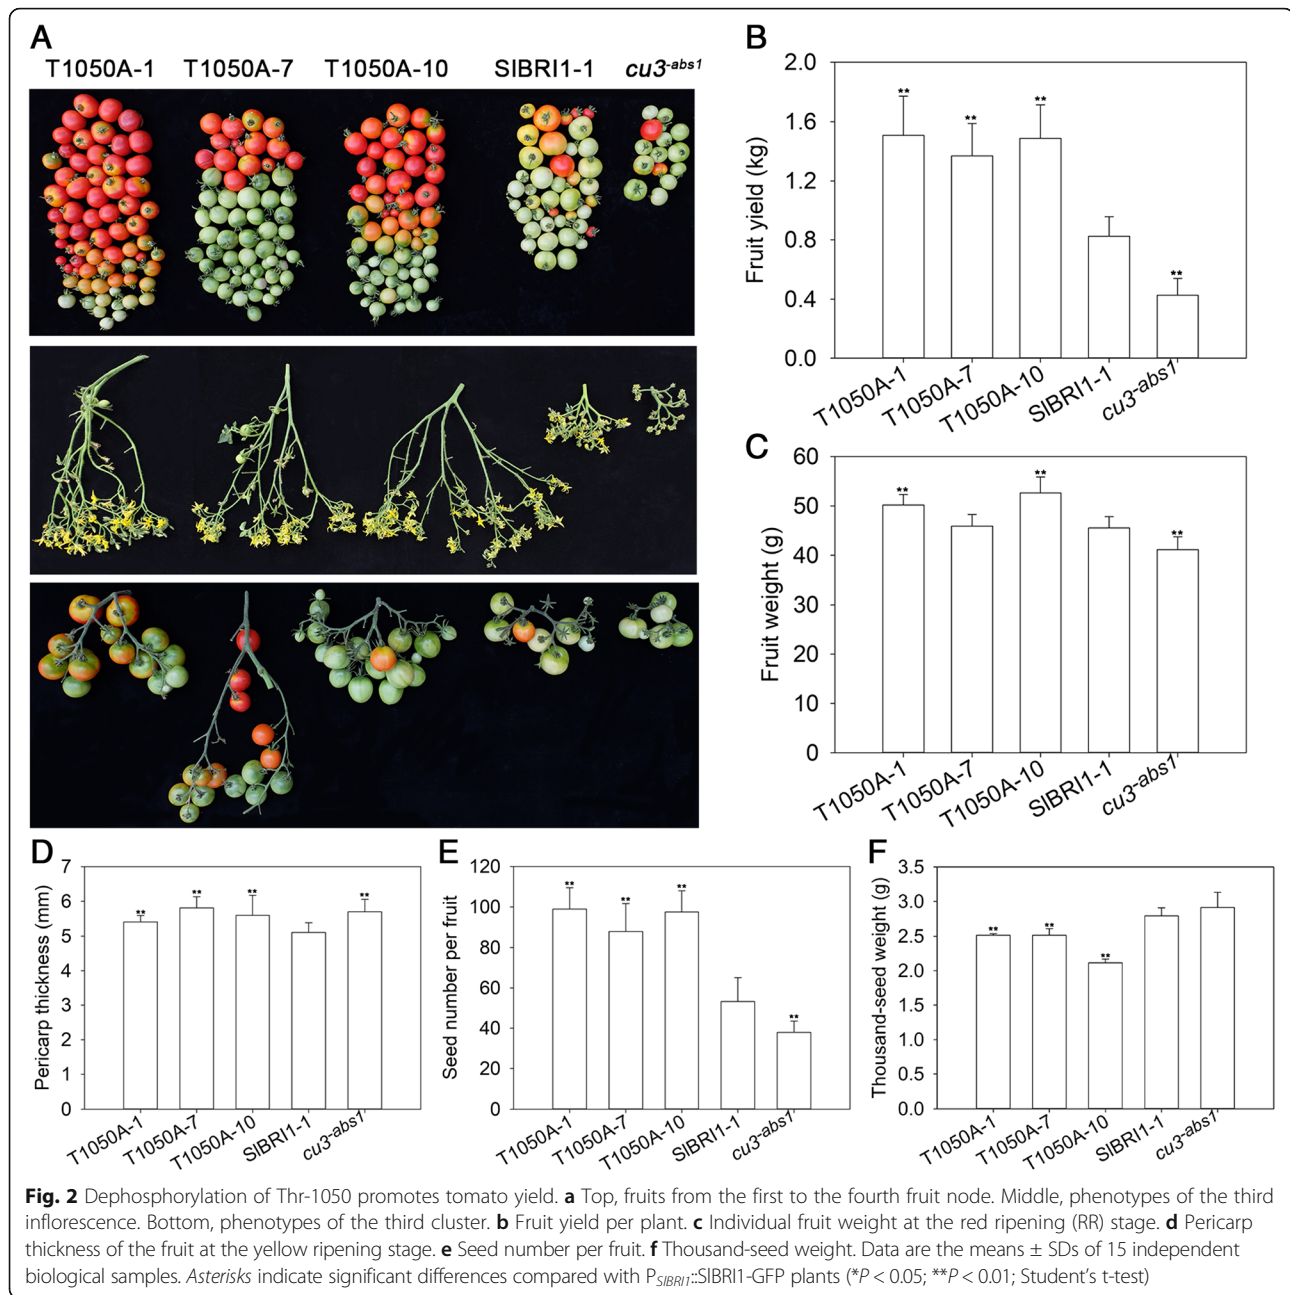 A
T1050A-1 T1050A-7 T1050A-10 SlBRI1-1 cu3-abs1
B
2.0
1.6
1.2
0.8
0.4
0.0
Fruit yield (kg)
** ** ** **
T1050A-1 T1050A-7 T1050A-10 SlBRI1-1 cu3-abs1
C
60
50
40
30
20
10
0
Fruit weight (g)
** ** **
T1050A-1 T1050A-7 T1050A-10 SlBRI1-1 cu3-abs1
D
7
6
5
4
3
2
1
0
Pericarp thickness (mm)
** ** ** **
T1050A-1 T1050A-7 T1050A-10 SlBRI1-1 cu3-abs1
E
120
100
80
60
40
20
0
Seed number per fruit
** ** ** **
T1050A-1 T1050A-7 T1050A-10 SlBRI1-1 cu3-abs1
F
3.5
3.0
2.5
2.0
1.5
1.0
0.5
0.0
Thousand-seed weight (g)
** ** **
T1050A-1 T1050A-7 T1050A-10 SlBRI1-1 cu3-abs1
Fig. 2 Dephosphorylation of Thr-1050 promotes tomato yield. a Top, fruits from the first to the fourth fruit node. Middle, phenotypes of the third
inflorescence. Bottom, phenotypes of the third cluster. b Fruit yield per plant. c Individual fruit weight at the red ripening (RR) stage. d Pericarp
thickness of the fruit at the yellow ripening stage. e Seed number per fruit. f Thousand-seed weight. Data are the means ± SDs of 15 independent
biological samples. Asterisks indicate significant differences compared with PSlBRI1::SlBRI1-GFP plants (*P < 0.05; **P < 0.01; Student's t-test)